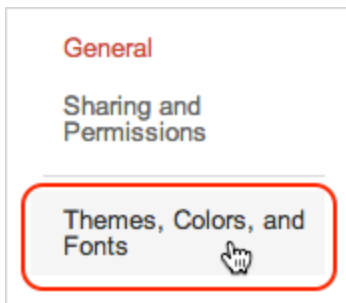 General
Sharing and
Permissions
Themes, Colors, and
Fonts